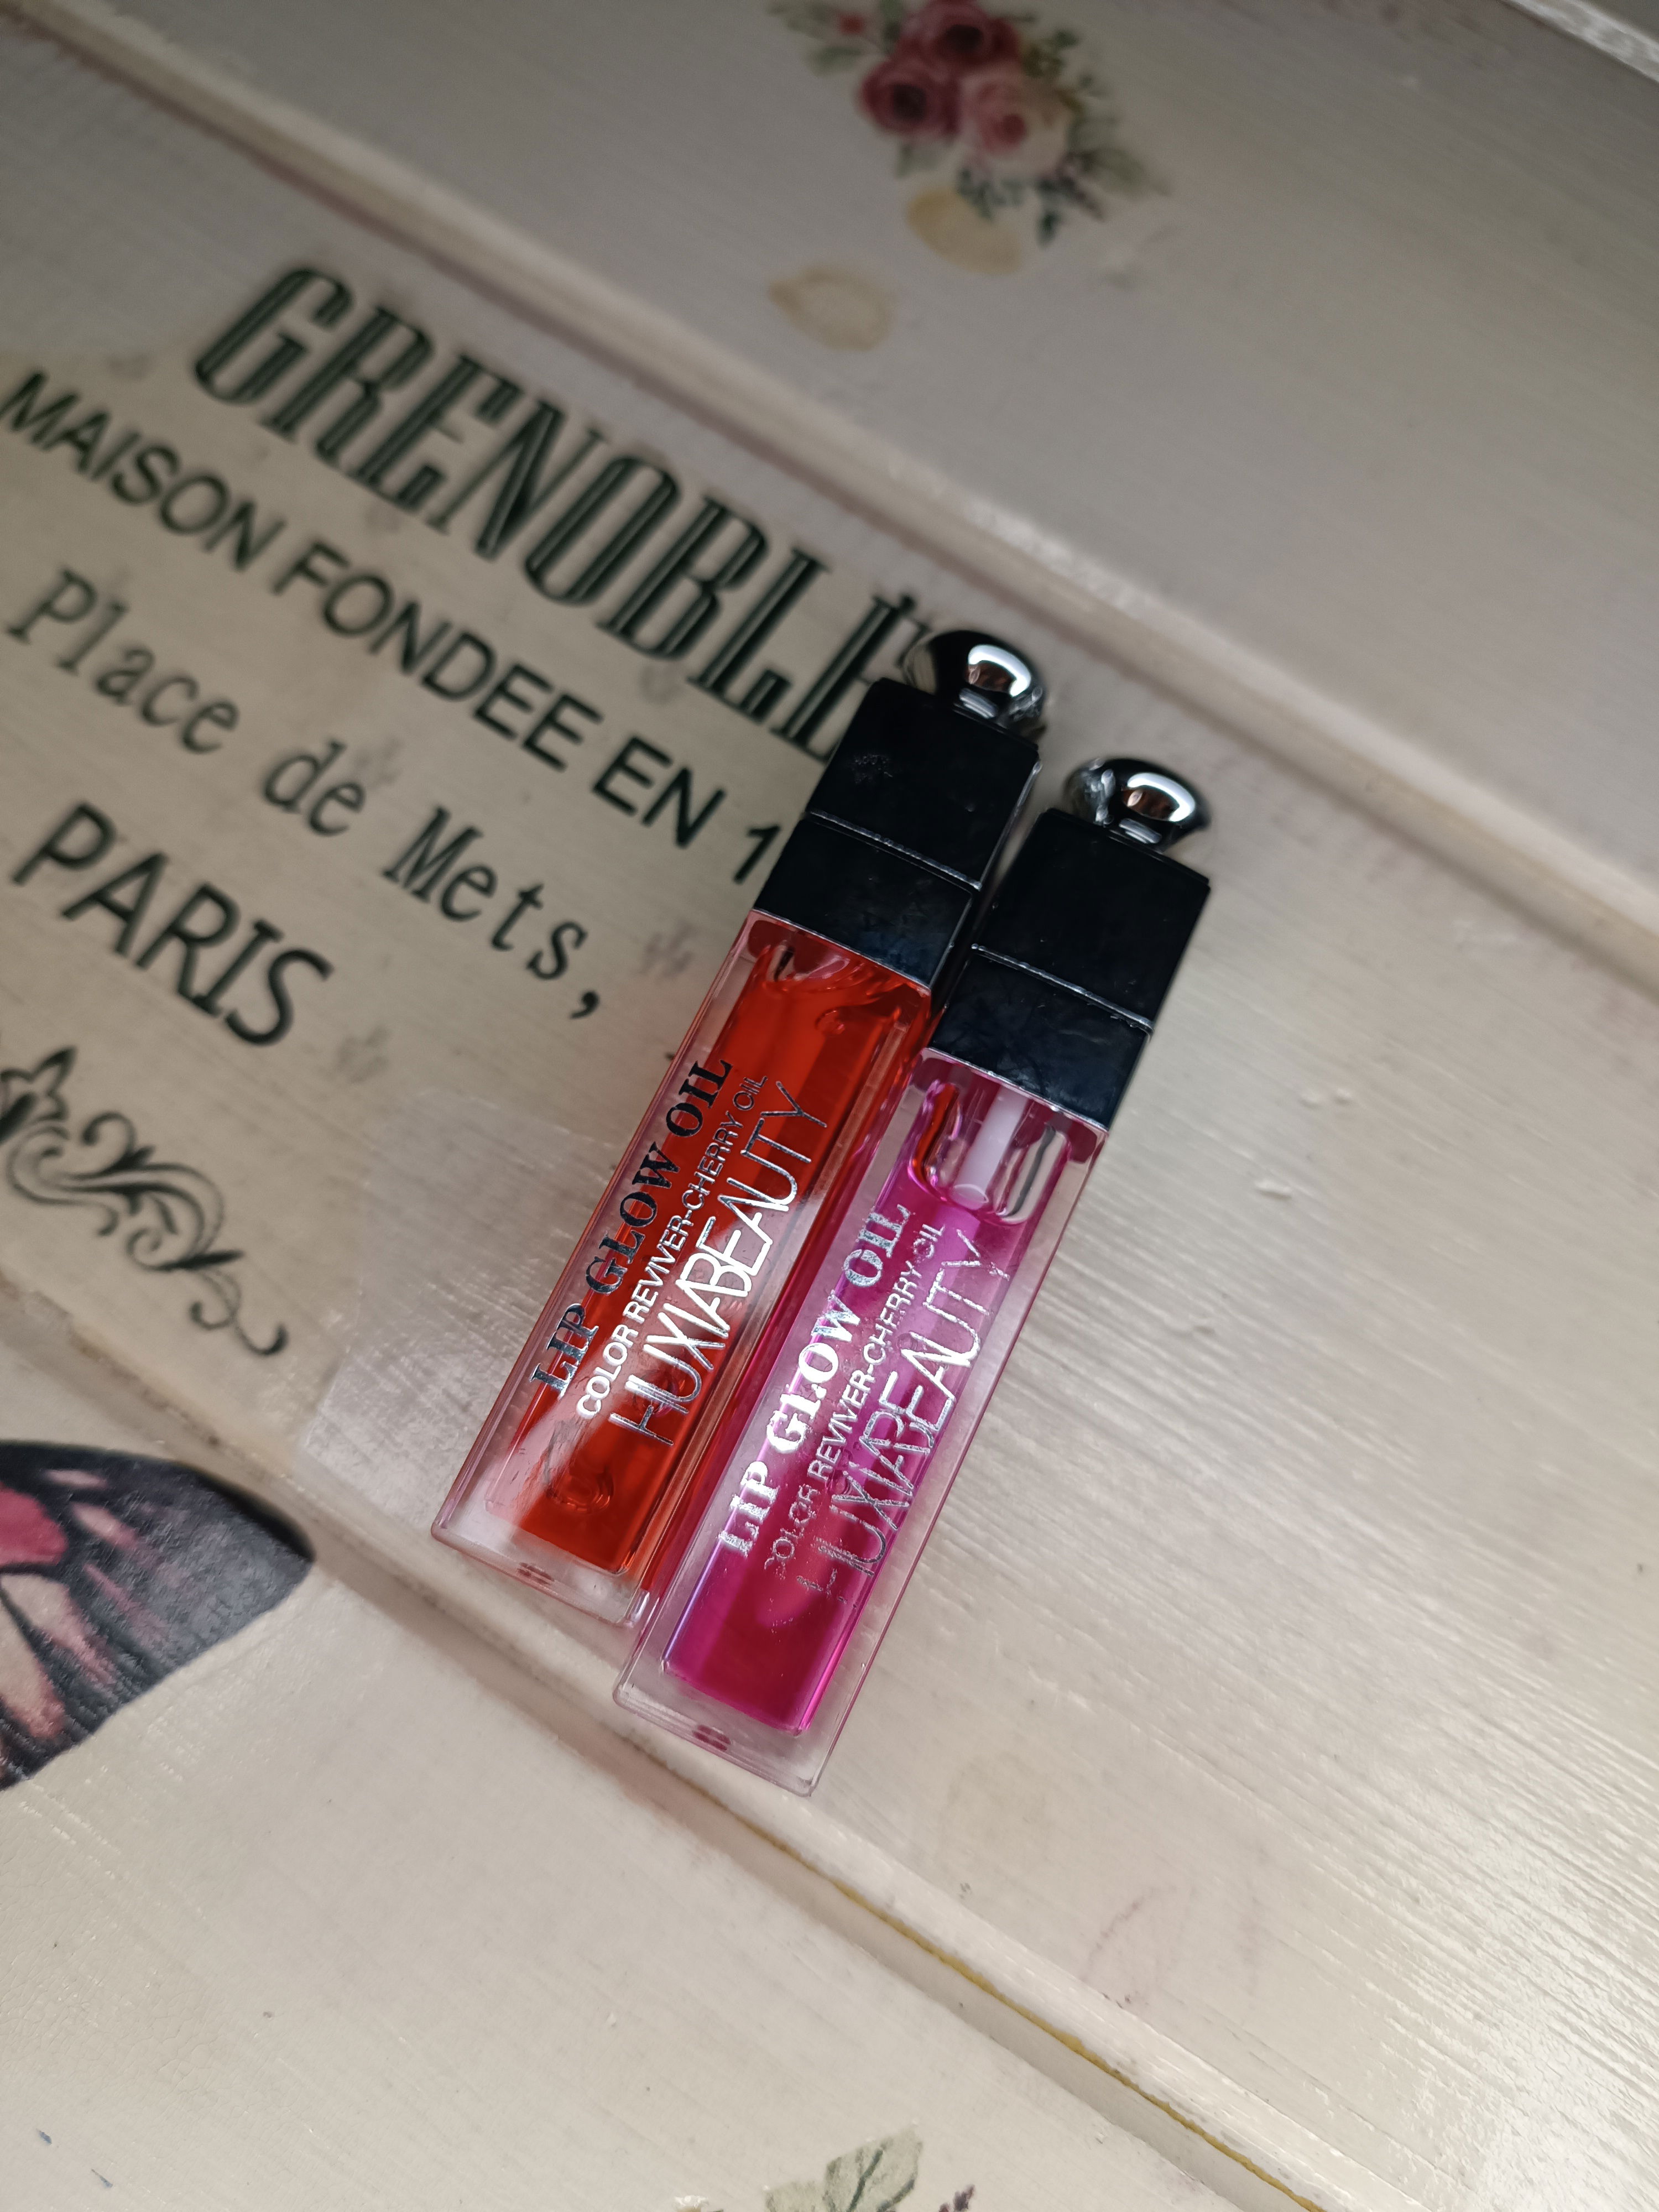 GRENOBLE
MAISON FONDEE EN 1
Place de Mets,
PARIS
LIP GLOW OIL
COLOR REVIVER-CHERRY OIL
HUXIABEAUTY
LIP GLOW OIL
COLOR REVIVER-CHERRY OIL
HUXIABEAUTY